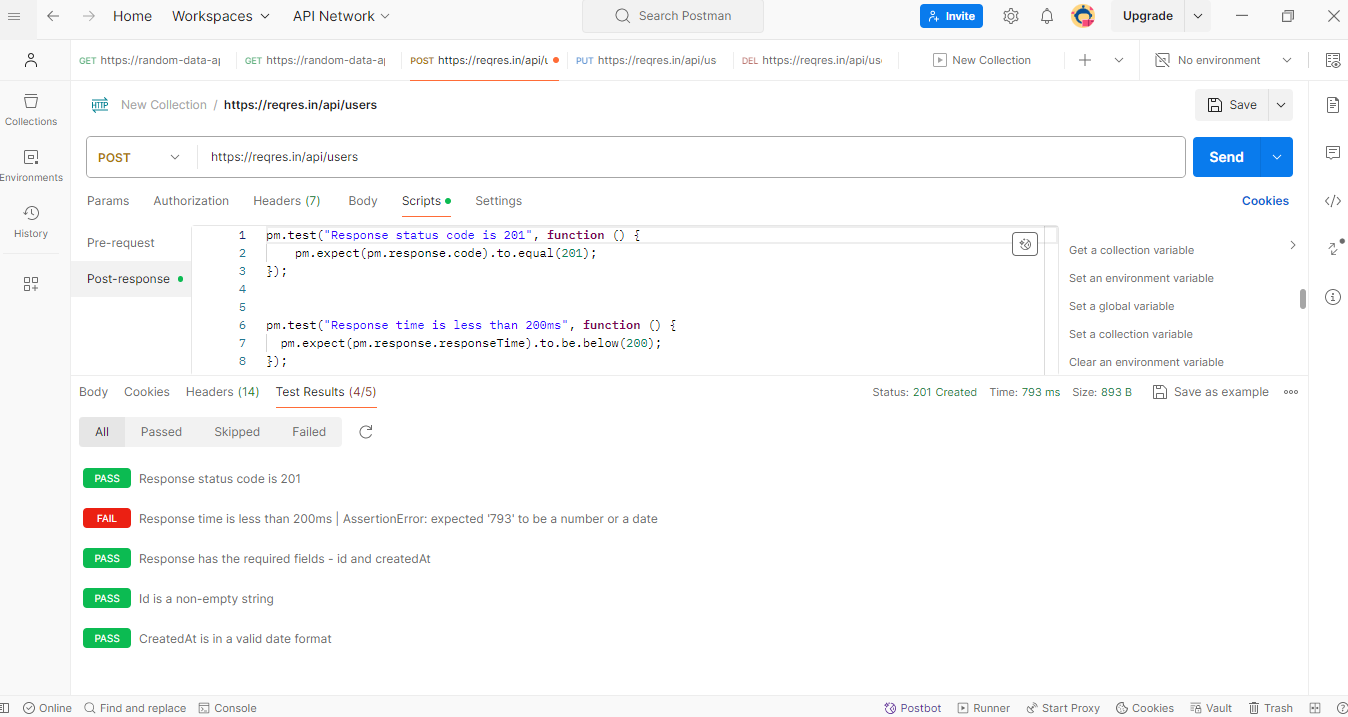 Home Workspaces API Network Search Postman Invite Upgrade
GET https://random-data-a GET https://random-data-a POST https://reqres.in/api/ PUT https://reqres.in/api/us DEL https://reqres.in/api/us New Collection No environment
HTTP New Collection / https://reqres.in/api/users Save
Collections
POST https://reqres.in/api/users Send
Environments
Params Authorization Headers (7) Body Scripts Settings Cookies
History
Pre-request
Post-response
1 pm.test("Response status code is 201", function () {
2 pm.expect(pm.response.code).to.equal(201);
3 });
4
5
6 pm.test("Response time is less than 200ms", function () {
7 pm.expect(pm.response.responseTime).to.be.below(200);
8 });
Get a collection variable
Set an environment variable
Set a global variable
Set a collection variable
Clear an environment variable
Body Cookies Headers (14) Test Results (4/5) Status: 201 Created Time: 793 ms Size: 893 B Save as example
All Passed Skipped Failed
PASS Response status code is 201
FAIL Response time is less than 200ms | AssertionError: expected '793' to be a number or a date
PASS Response has the required fields - id and createdAt
PASS Id is a non-empty string
PASS CreatedAt is in a valid date format
Online Find and replace Console Postbot Runner Start Proxy Cookies Vault Trash